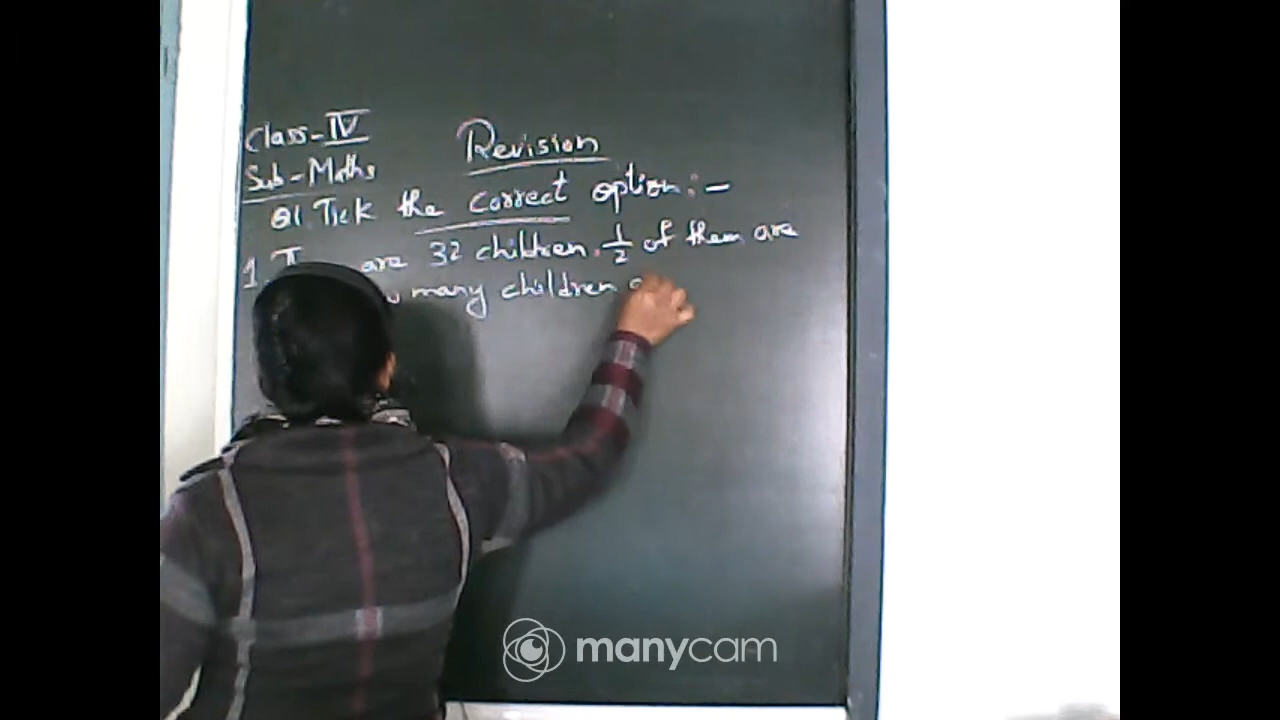 Class-IV
Revision
Sub-Maths
Q1. Tick the correct option:-
1. are 32 children. 1/2 of them are
many children
manycam